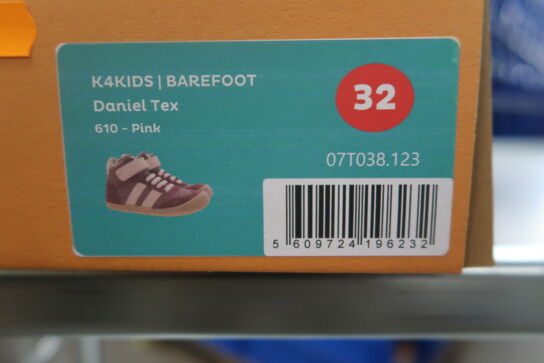 K4KIDS | BAREFOOT
Daniel Tex
610 - Pink
32
07T038.123
5 609724 196232